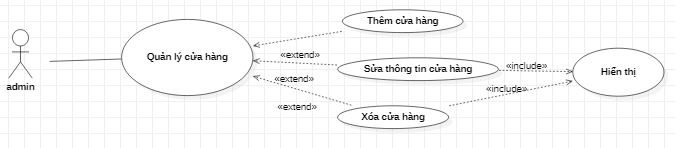 Thêm cửa hàng
Quản lý cửa hàng
«extend»
Sửa thông tin cửa hàng
«include»
Hiển thị
«extend»
admin
«include»
«extend»
Xóa cửa hàng